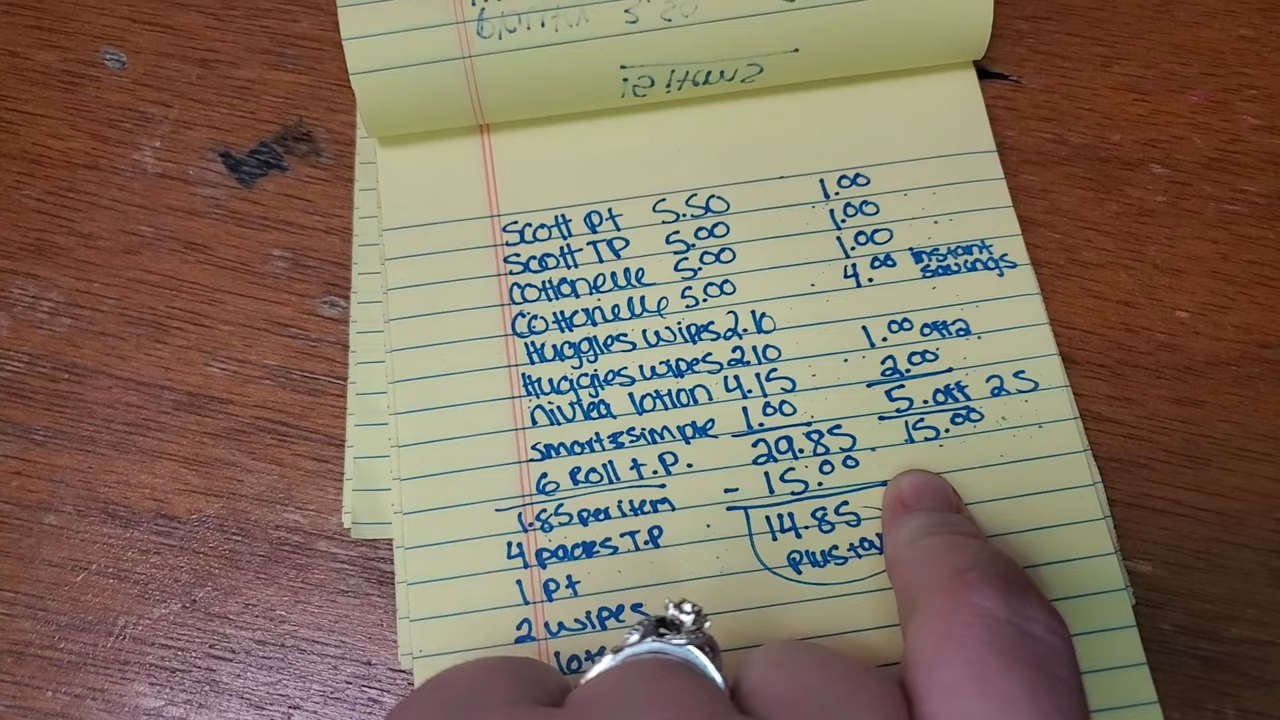 12 items
Scott Pt 5.50 1.00
Scott TP 5.00 1.00
Cottonelle 5.00 1.00
Cottonelle 5.00 4.00 instant savings
Huggies Wipes 2.10
Huggies wipes 2.10 1.00 off 2
nivea lotion 4.15 2.00
smart & simple 1.00 5. off 25
6 Roll t.p. 29.85 15.00
1.85 per item - 15.00
4 packs T.P 14.85
1 Pt plus
2 wipes